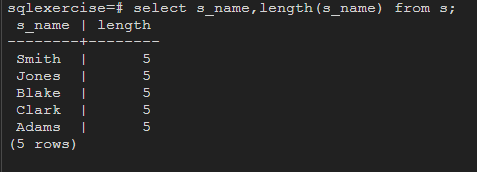 sqlexercise=# select s_name,length(s_name) from s;
 s_name | length
--------+--------
 Smith  |      5
 Jones  |      5
 Blake  |      5
 Clark  |      5
 Adams  |      5
(5 rows)